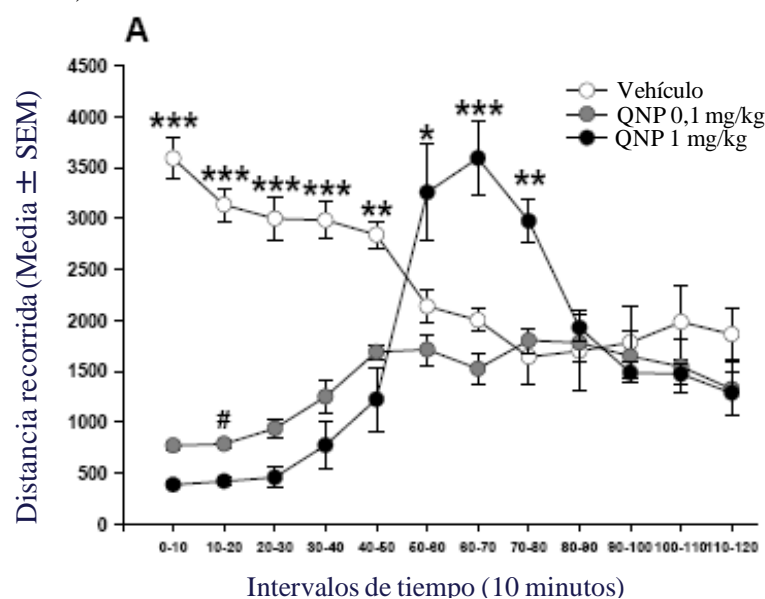 A
4500
4000
3500
3000
2500
2000
1500
1000
500
0
Distancia recorrida (Media ± SEM)
***
***
***
***
**
*
***
**
#
Vehículo
QNP 0,1 mg/kg
QNP 1 mg/kg
0-10 10-20 20-30 30-40 40-50 50-60 60-70 70-80 80-90 90-100 100-110 110-120
Intervalos de tiempo (10 minutos)